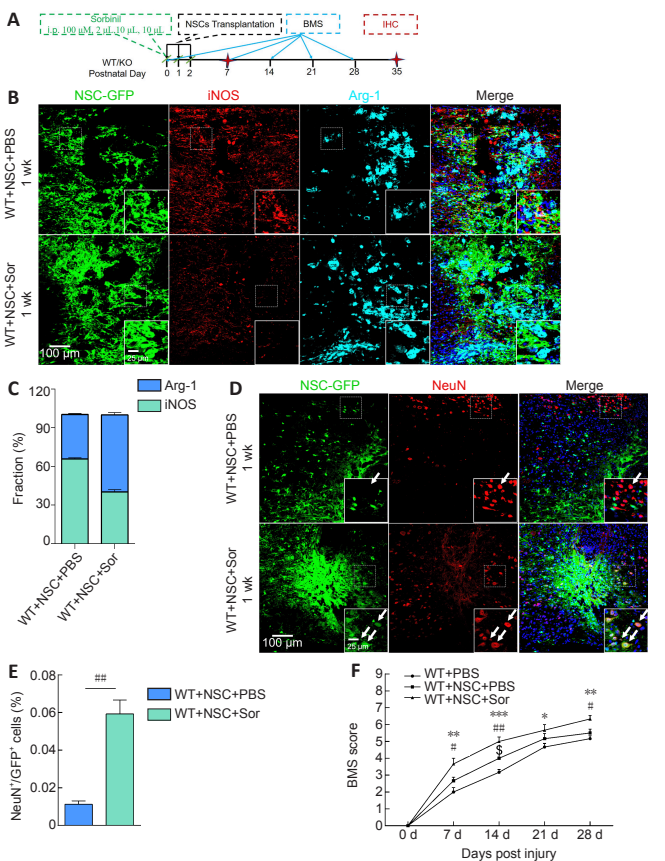 A
Sorbinil
i.p. 100 uM, 2 uL, 10 uL, 10 uL
NSCs Transplantation
BMS
IHC
WT/KO
Postnatal Day
0 1 2 7 14 21 28 35
B
NSC-GFP iNOS Arg-1 Merge
WT+NSC+PBS
1 wk
WT+NSC+Sor
1 wk
100 μm
25 μm
C
Arg-1
iNOS
Fraction (%)
120
90
60
30
0
WT+NSC+PBS
WT+NSC+Sor
D
NSC-GFP NeuN Merge
WT+NSC+PBS
1 wk
WT+NSC+Sor
1 wk
100 μm
25 μm
E
NeuN⁺/GFP⁺ cells (%)
0.08
0.06
0.04
0.02
0
##
WT+NSC+PBS
WT+NSC+Sor
F
WT+PBS
WT+NSC+PBS
WT+NSC+Sor
BMS score
9
8
7
6
5
4
3
2
1
0
**
#
***
##
$
*
**
#
0 d 7 d 14 d 21 d 28 d
Days post injury